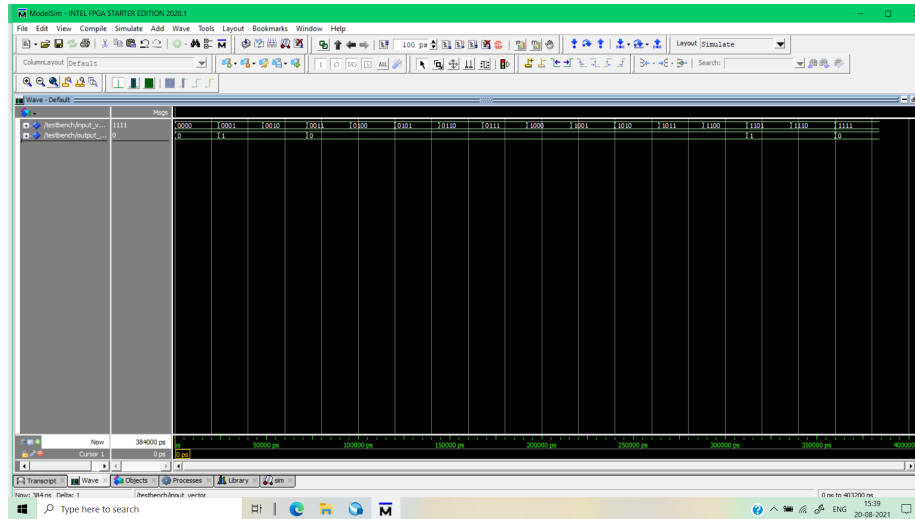 ModelSim - INTEL FPGA STARTER EDITION 2020.1
File Edit View Compile Simulate Add Wave Tools Layout Bookmarks Window Help
100 ps
Layout Simulate
ColumnLayout Default
Search:
Wave - Default
Msgs
/testbench/input_v... 1111 0000 0001 0010 0011 0100 0101 0110 0111 1000 1001 1010 1011 1100 1101 1110 1111
/testbench/output_... 0 0 1 0 1 0
Now 384000 ps ps 50000 ps 100000 ps 150000 ps 200000 ps 250000 ps 300000 ps 350000 ps 400000
Cursor 1 0 ps 0 ps
Transcript Wave Objects Processes Library sim
Now: 384 ns Delta: 1 /testbench/input_vector 0 ps to 403200 ps
Type here to search
ENG 15:39
20-08-2021